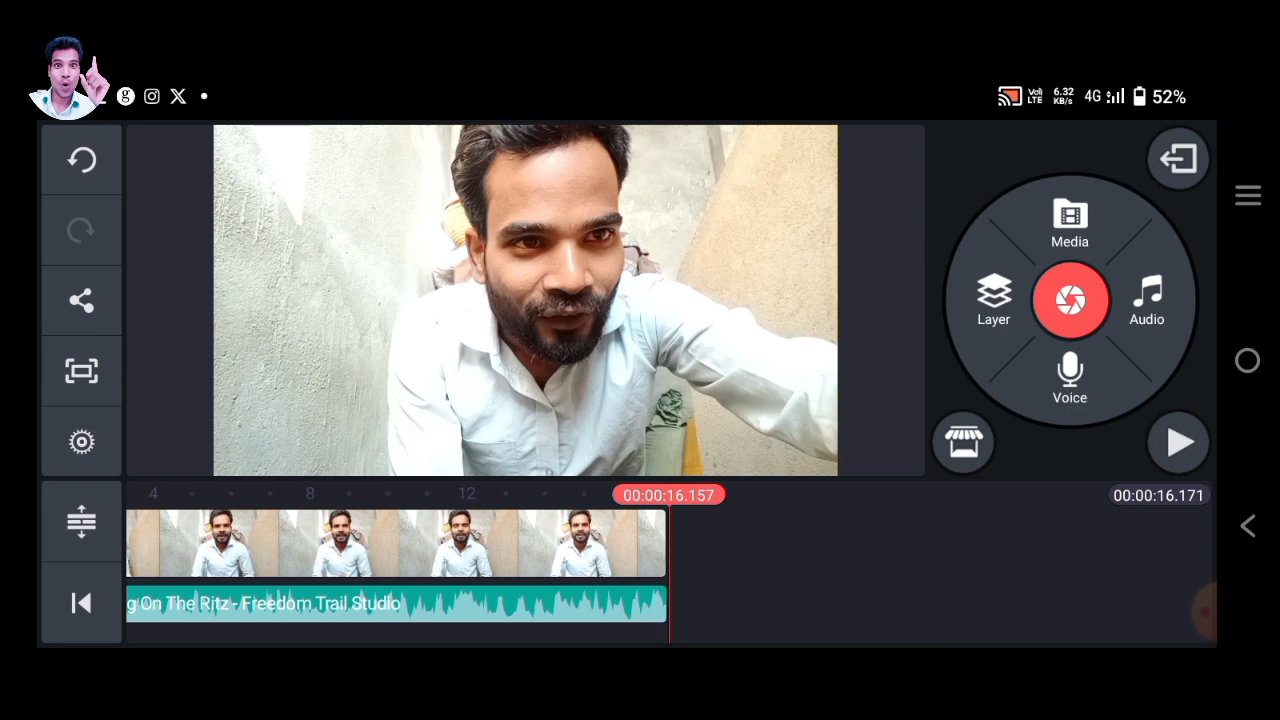 g
VoLTE
6.32 KB/s
4G
52%
Media
Layer
Audio
Voice
4
8
12
00:00:16.157
00:00:16.171
g On The Ritz - Freedom Trail Studio